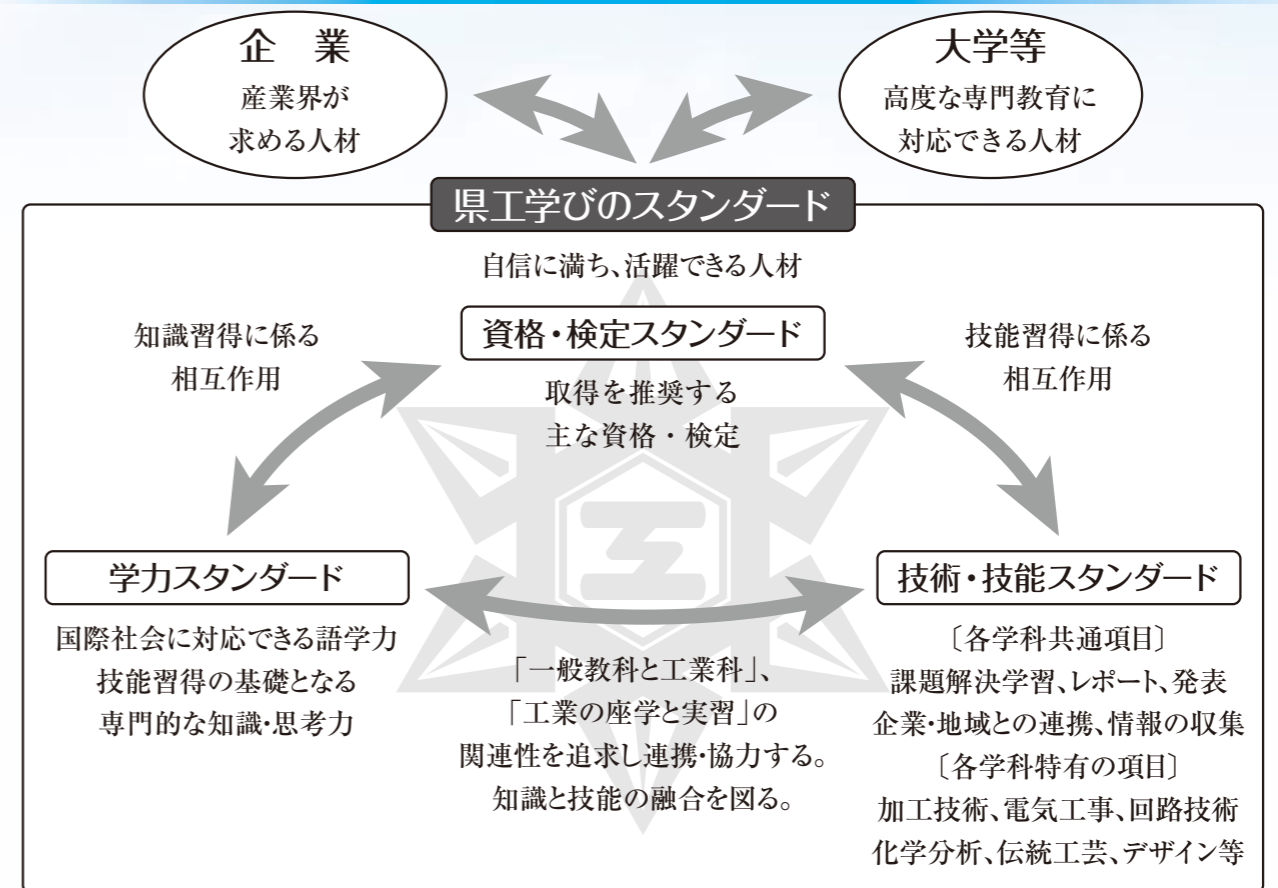 企　業
産業界が
求める人材
大学等
高度な専門教育に
対応できる人材
県工学びのスタンダード
自信に満ち、活躍できる人材
知識習得に係る
相互作用
資格・検定スタンダード
取得を推奨する
主な資格・検定
技能習得に係る
相互作用
学力スタンダード
国際社会に対応できる語学力
技能習得の基礎となる
専門的な知識・思考力
「一般教科と工業科」、
「工業の座学と実習」の
関連性を追求し連携・協力する。
知識と技能の融合を図る。
技術・技能スタンダード
〔各学科共通項目〕
課題解決学習、レポート、発表
企業・地域との連携、情報の収集
〔各学科特有の項目〕
加工技術、電気工事、回路技術
化学分析、伝統工芸、デザイン等
工